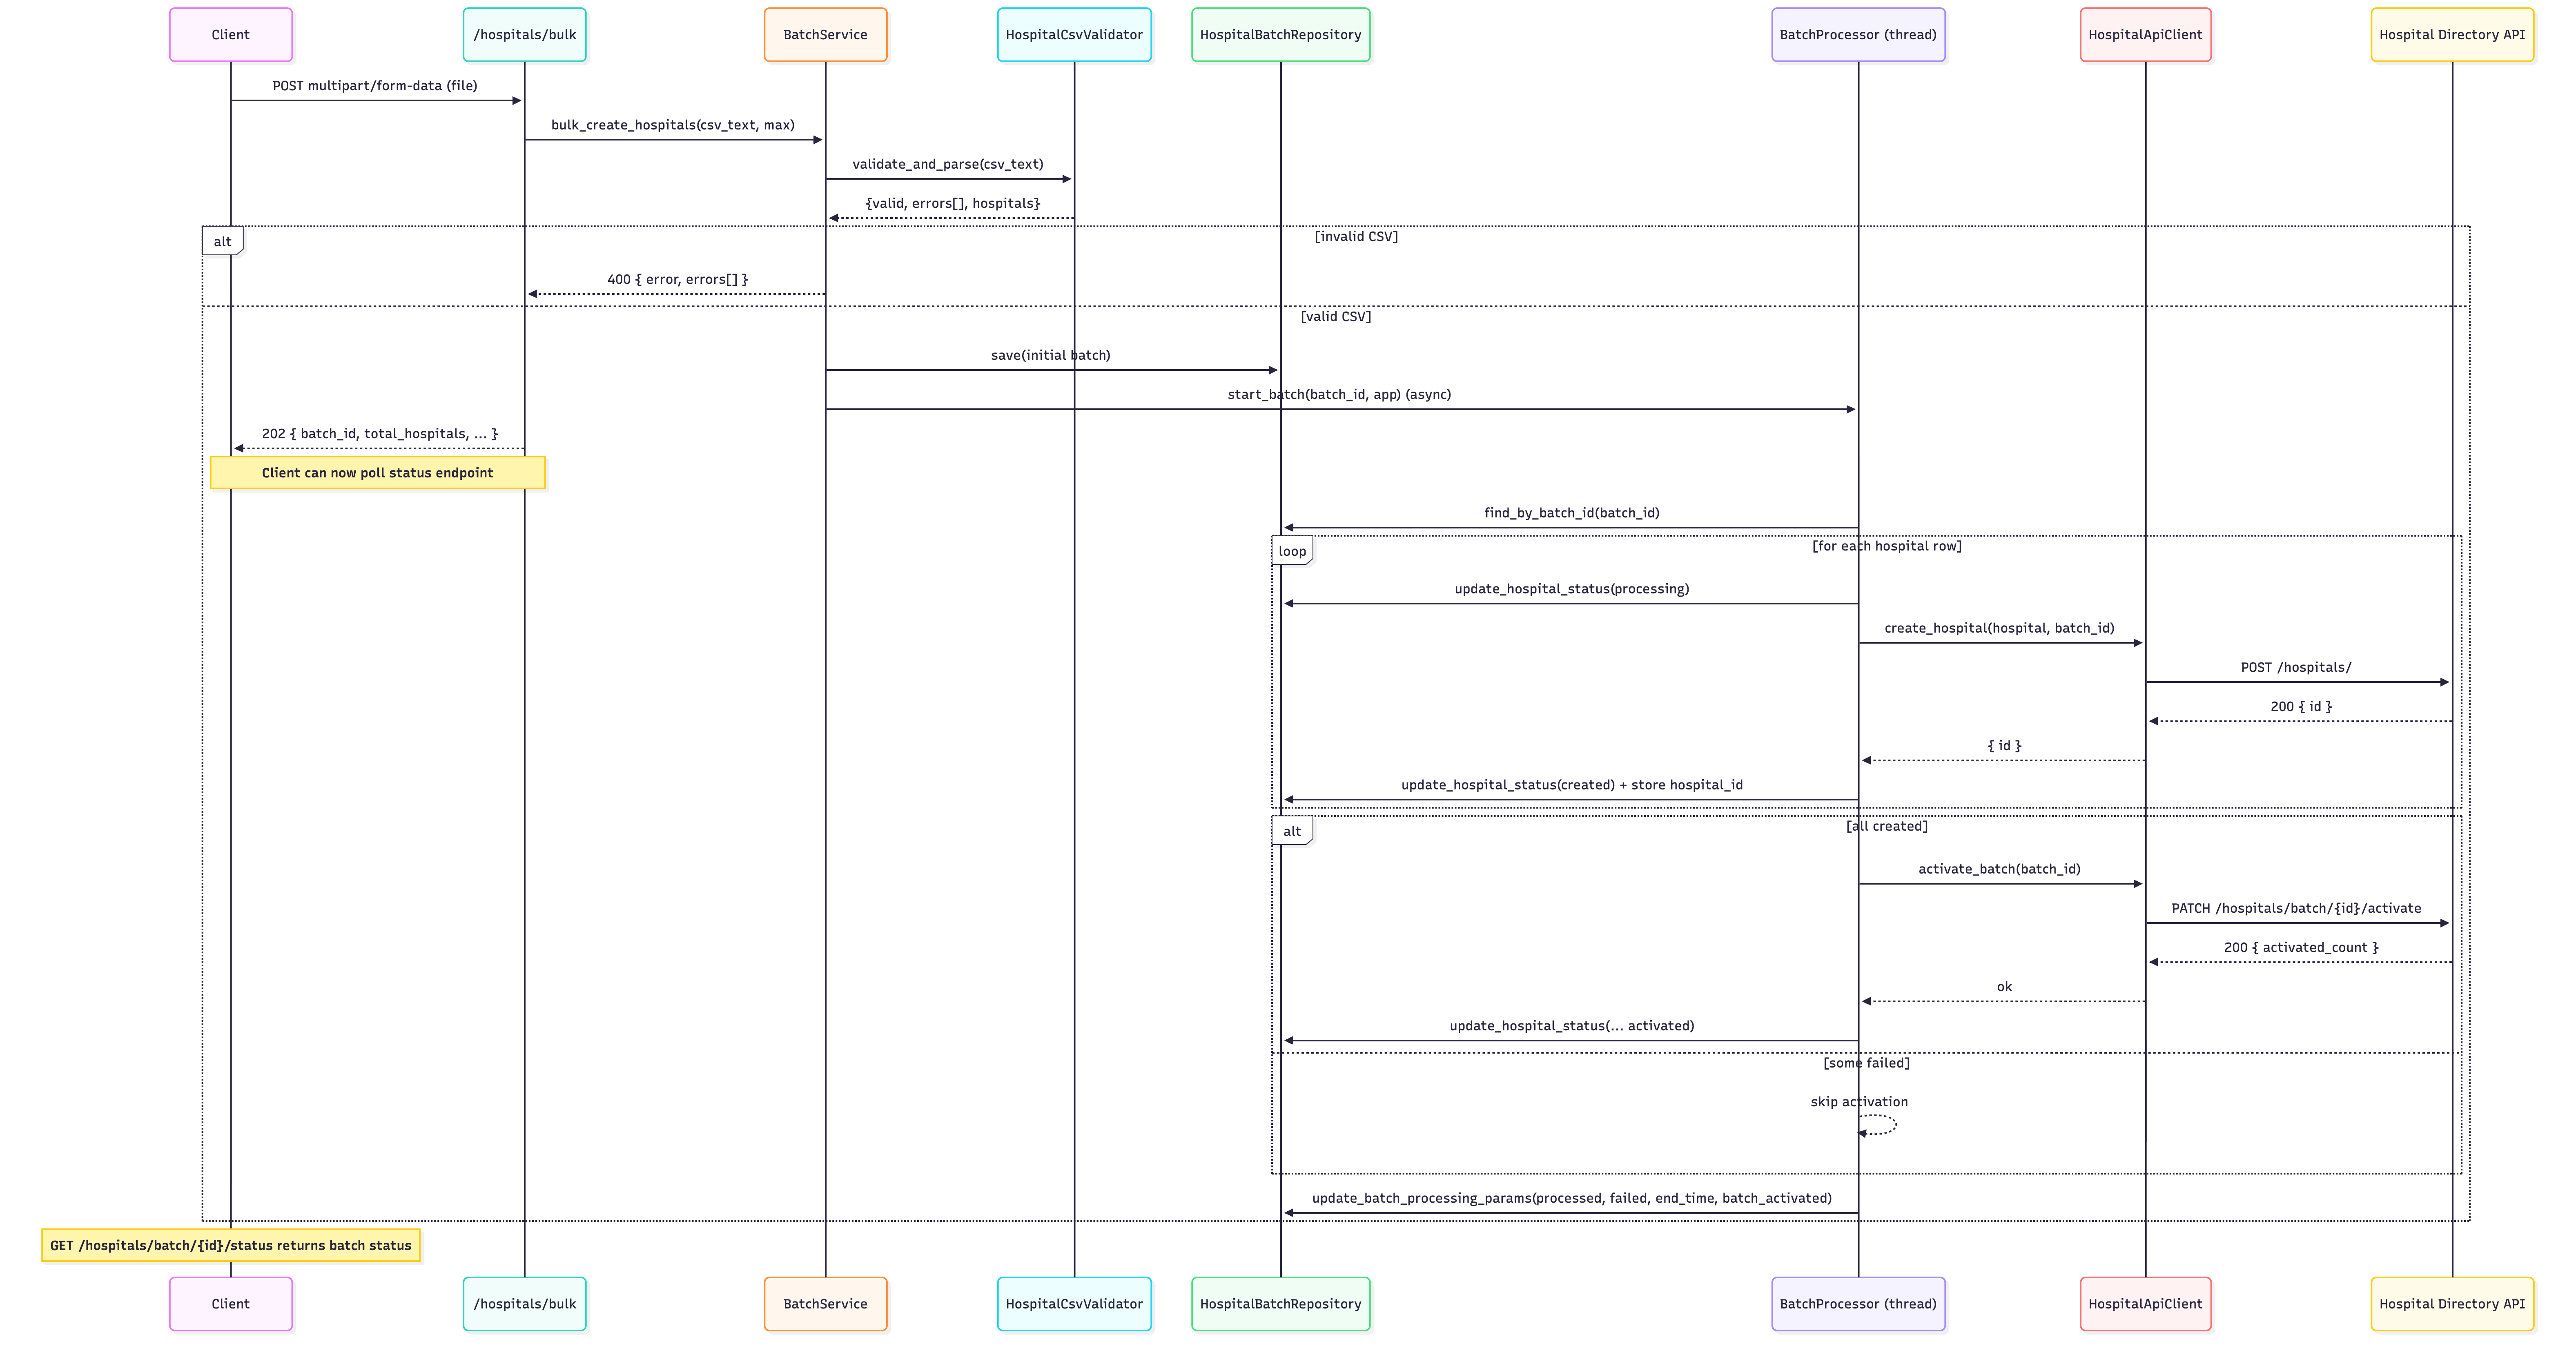 Client
/hospitals/bulk
BatchService
HospitalCsvValidator
HospitalBatchRepository
BatchProcessor (thread)
HospitalApiClient
Hospital Directory API
POST multipart/form-data (file)
bulk_create_hospitals(csv_text, max)
validate_and_parse(csv_text)
{valid, errors[], hospitals}
alt
[invalid CSV]
400 { error, errors[] }
[valid CSV]
save(initial batch)
start_batch(batch_id, app) (async)
202 { batch_id, total_hospitals, ... }
Client can now poll status endpoint
find_by_batch_id(batch_id)
loop
[for each hospital row]
update_hospital_status(processing)
create_hospital(hospital, batch_id)
POST /hospitals/
200 { id }
{ id }
update_hospital_status(created) + store hospital_id
alt
[all created]
activate_batch(batch_id)
PATCH /hospitals/batch/{id}/activate
200 { activated_count }
ok
update_hospital_status(... activated)
[some failed]
skip activation
update_batch_processing_params(processed, failed, end_time, batch_activated)
GET /hospitals/batch/{id}/status returns batch status
Client
/hospitals/bulk
BatchService
HospitalCsvValidator
HospitalBatchRepository
BatchProcessor (thread)
HospitalApiClient
Hospital Directory API